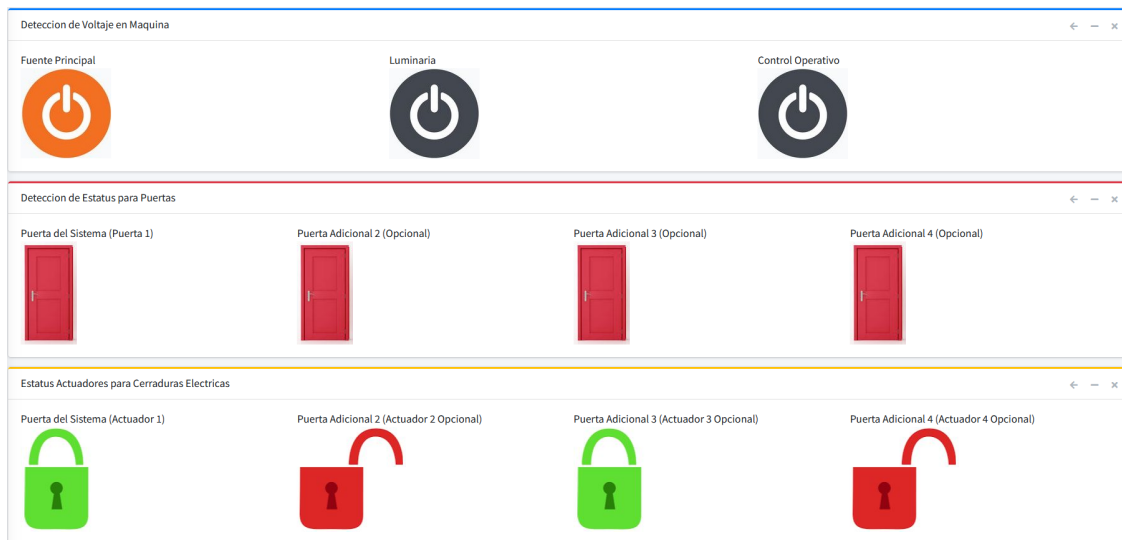 Deteccion de Voltaje en Maquina
Fuente Principal
Luminaria
Control Operativo
Deteccion de Estatus para Puertas
Puerta del Sistema (Puerta 1)
Puerta Adicional 2 (Opcional)
Puerta Adicional 3 (Opcional)
Puerta Adicional 4 (Opcional)
Estatus Actuadores para Cerraduras Electricas
Puerta del Sistema (Actuador 1)
Puerta Adicional 2 (Actuador 2 Opcional)
Puerta Adicional 3 (Actuador 3 Opcional)
Puerta Adicional 4 (Actuador 4 Opcional)